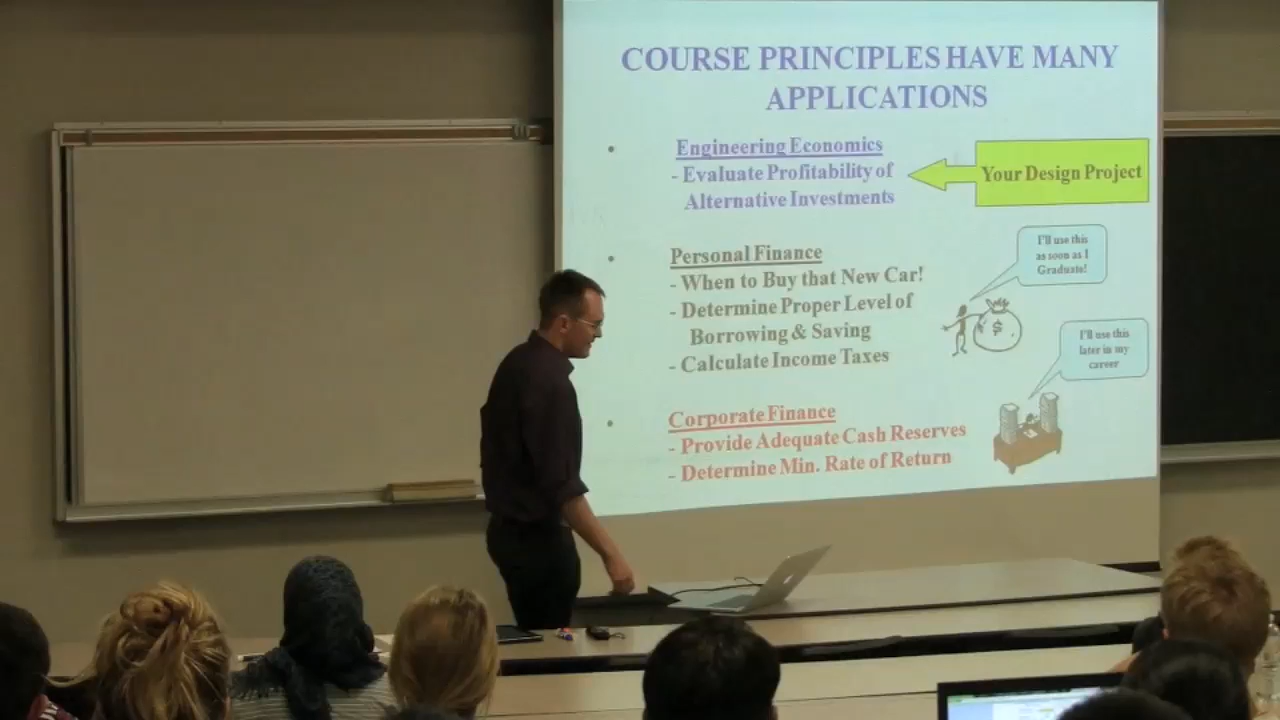 COURSE PRINCIPLES HAVE MANY
APPLICATIONS
• Engineering Economics
- Evaluate Profitability of
Alternative Investments
Your Design Project
• Personal Finance
- When to Buy that New Car!
- Determine Proper Level of
Borrowing & Saving
- Calculate Income Taxes
I'll use this
as soon as I
Graduate!
$
I'll use this
later in my
career
• Corporate Finance
- Provide Adequate Cash Reserves
- Determine Min. Rate of Return